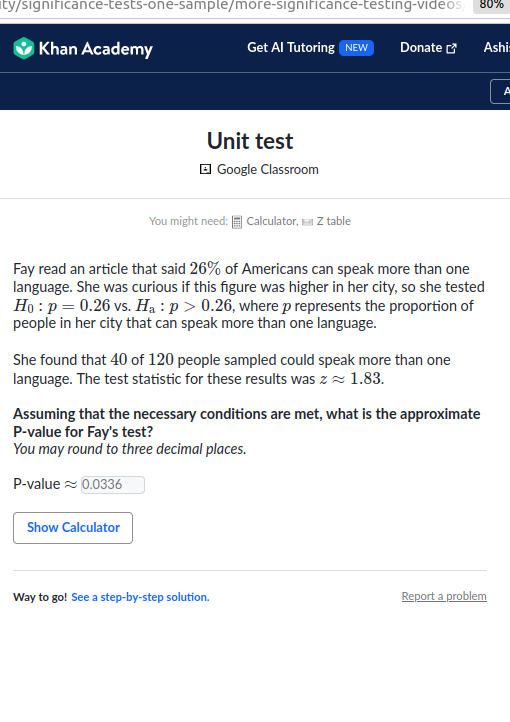 ity/significance-tests-one-sample/more-significance-testing-videos, 80%
Khan Academy Get AI Tutoring NEW Donate Ashi
A
Unit test
Google Classroom
You might need: Calculator, Z table
Fay read an article that said 26% of Americans can speak more than one
language. She was curious if this figure was higher in her city, so she tested
H₀ : p = 0.26 vs. Hₐ : p > 0.26, where p represents the proportion of
people in her city that can speak more than one language.
She found that 40 of 120 people sampled could speak more than one
language. The test statistic for these results was z ≈ 1.83.
Assuming that the necessary conditions are met, what is the approximate
P-value for Fay's test?
You may round to three decimal places.
P-value ≈ 0.0336
Show Calculator
Way to go! See a step-by-step solution. Report a problem